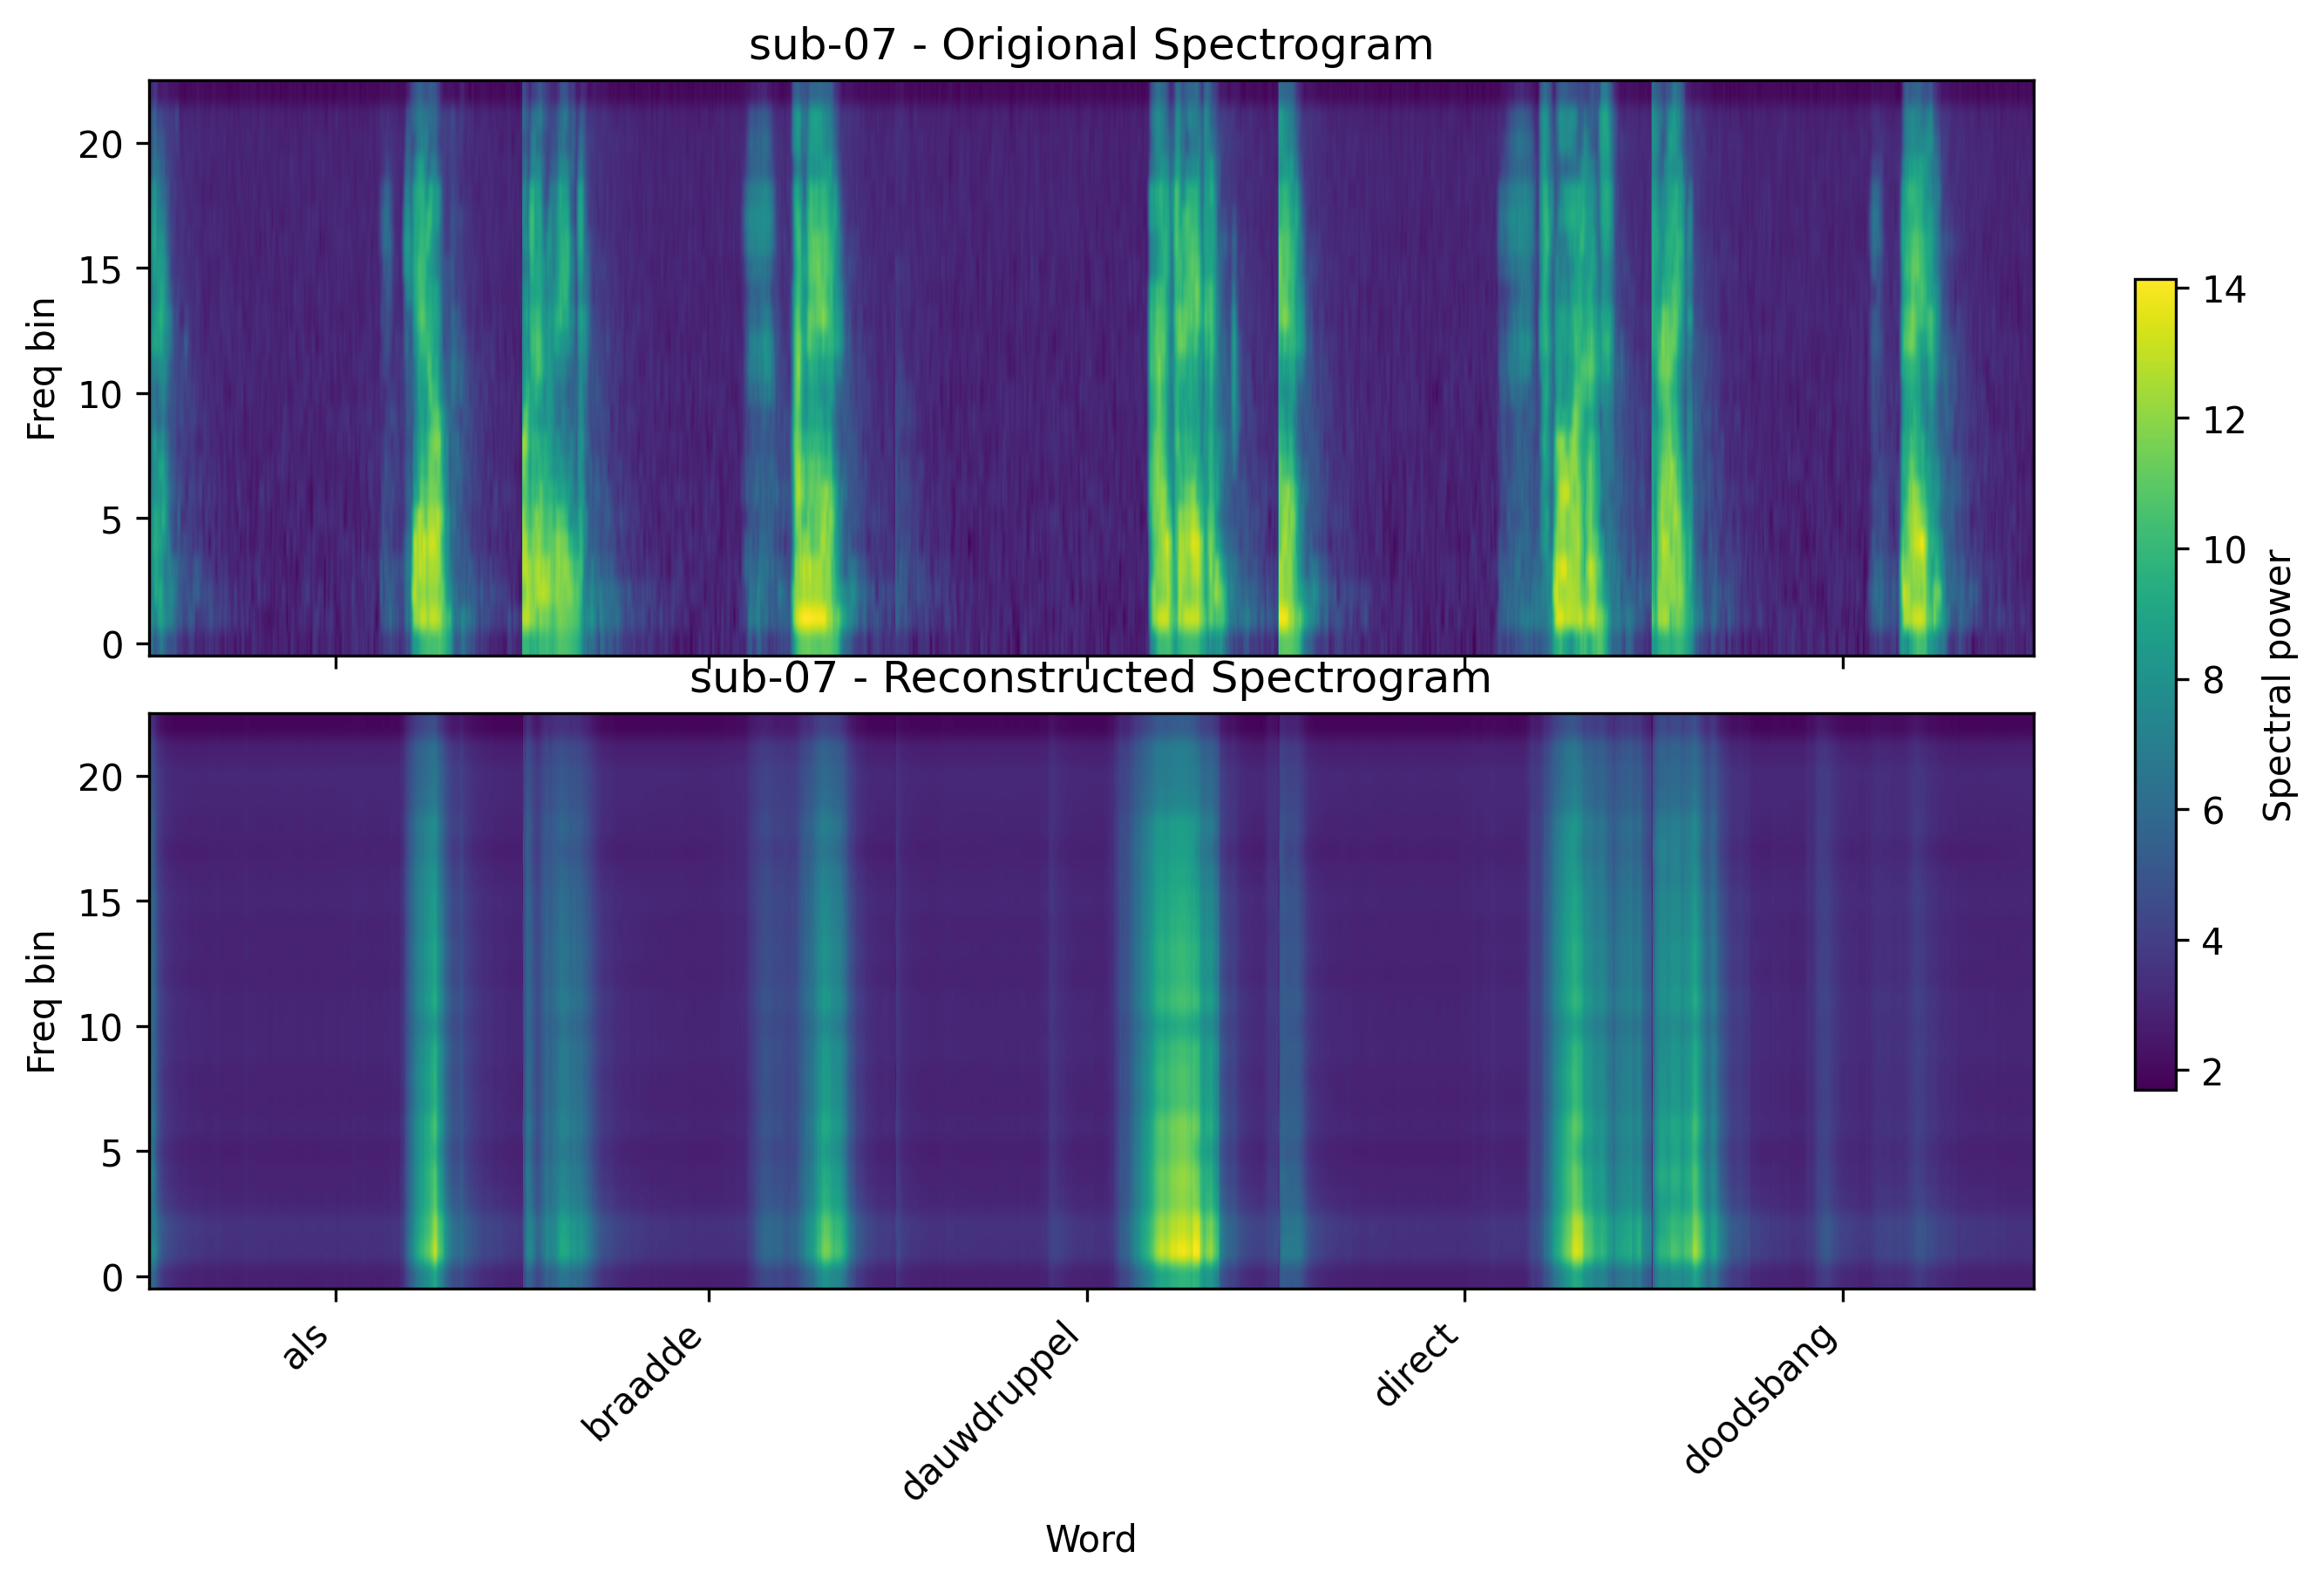 sub-07 - Origional Spectrogram
20
15
10
5
0
Freq bin
sub-07 - Reconstructed Spectrogram
20
15
10
5
0
Freq bin
als
braadde
dauwdruppel
direct
doodsbang
Word
14
12
10
8
6
4
2
Spectral power